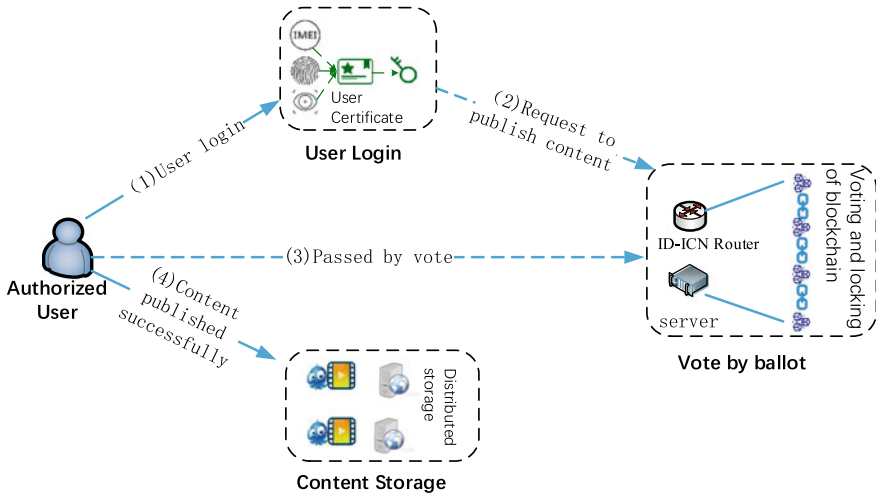 IMEI
User
Certificate
User Login
(1)User login
(2)Request to
publish content
Voting and locking
of blockchain
ID-ICN Router
server
Vote by ballot
(3)Passed by vote
Authorized
User
(4)Content
published
successfully
Distributed
storage
Content Storage